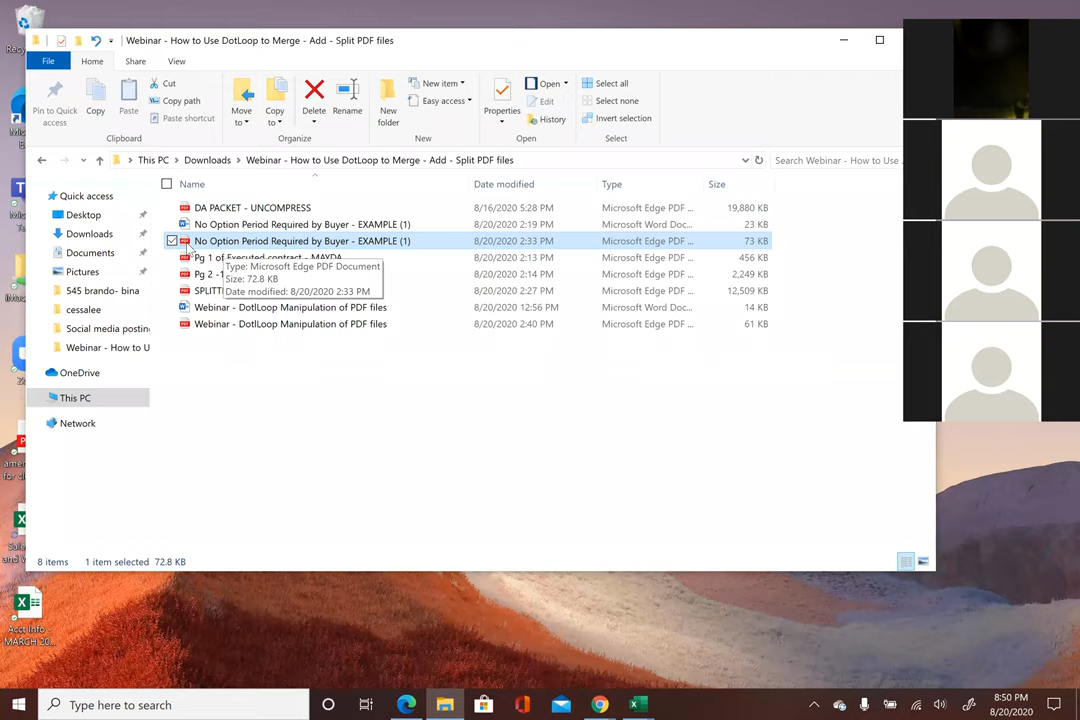 Webinar - How to Use DotLoop to Merge - Add - Split PDF files
File Home Share View
Pin to Quick access
Copy
Paste
Cut
Copy path
Paste shortcut
Clipboard
Move to
Copy to
Delete
Rename
Organize
New folder
New item
Easy access
New
Properties
Open
Edit
History
Open
Select all
Select none
Invert selection
Select
This PC Downloads Webinar - How to Use DotLoop to Merge - Add - Split PDF files
Search Webinar - How to Use ...
Name Date modified Type Size
DA PACKET - UNCOMPRESS 8/16/2020 5:28 PM Microsoft Edge PDF ... 19,880 KB
No Option Period Required by Buyer - EXAMPLE (1) 8/20/2020 2:19 PM Microsoft Word Doc... 23 KB
No Option Period Required by Buyer - EXAMPLE (1) 8/20/2020 2:33 PM Microsoft Edge PDF ... 73 KB
Pg 1 of Executed contract - MAYDA 8/20/2020 2:13 PM Microsoft Edge PDF ... 456 KB
Pg 2 -1 8/20/2020 2:14 PM Microsoft Edge PDF ... 2,249 KB
SPLITTI 8/20/2020 2:27 PM Microsoft Edge PDF ... 12,509 KB
Webinar - DotlLoop Manipulation of PDF files 8/20/2020 12:56 PM Microsoft Word Doc... 14 KB
Webinar - DotlLoop Manipulation of PDF files 8/20/2020 2:40 PM Microsoft Edge PDF ... 61 KB
Type: Microsoft Edge PDF Document
Size: 72.8 KB
Date modified: 8/20/2020 2:33 PM
Quick access
Desktop
Downloads
Documents
Pictures
545 brando- bina
cessalee
Social media posting
Webinar - How to U
OneDrive
This PC
Network
8 items 1 item selected 72.8 KB
Acct Info
MARCH 20...
Type here to search
8:50 PM
8/20/2020